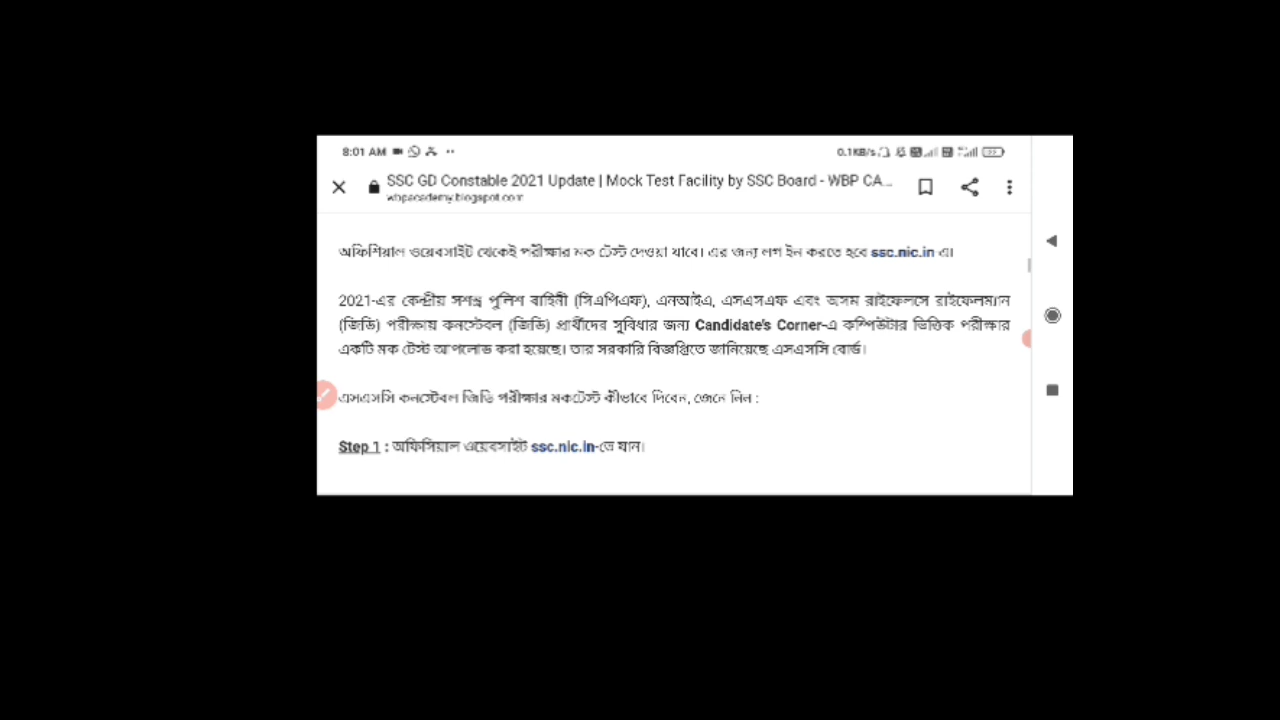 8:01 AM
0.1KB/s
SSC GD Constable 2021 Update | Mock Test Facility by SSC Board - WBP CA...
wbpacademy.blogspot.com
অফিশিয়াল ওয়েবসাইট থেকেই পরীক্ষার মক টেস্ট দেওয়া যাবে। এর জন্য লগ ইন করতে হবে ssc.nic.in এ।
2021-এর কেন্দ্রীয় সশস্ত্র পুলিশ বাহিনী (সিএপিএফ), এনআইএ, এসএসএফ এবং অসম রাইফেলসে রাইফেলম্যান
(জিডি) পরীক্ষায় কনস্টেবল (জিডি) প্রার্থীদের সুবিধার জন্য Candidate's Corner-এ কম্পিউটার ভিত্তিক পরীক্ষার
একটি মক টেস্ট আপলোড করা হয়েছে। তার সরকারি বিজ্ঞপ্তিতে জানিয়েছে এসএসসি বোর্ড।
এসএসসি কনস্টেবল জিডি পরীক্ষার মকটেস্ট কীভাবে দিবেন, জেনে নিন :
Step 1 : অফিসিয়াল ওয়েবসাইট ssc.nic.in-তে যান।